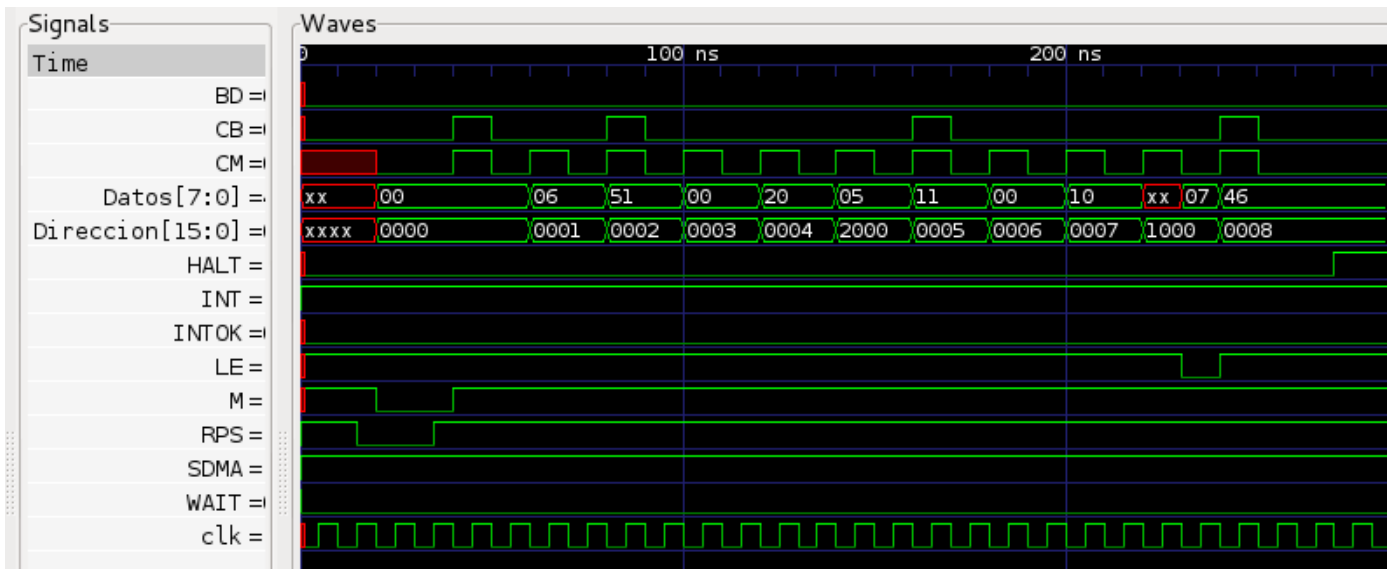 Signals
Waves
Time
0
100 ns
200 ns
BD =
CB =
CM =
Datos[7:0] =
xx 00 06 51 00 20 05 11 00 10 xx 07 46
Direccion[15:0] =
xxxx 0000 0001 0002 0003 0004 2000 0005 0006 0007 1000 0008
HALT =
INT =
INTOK =
LE =
M =
RPS =
SDMA =
WAIT =
clk =